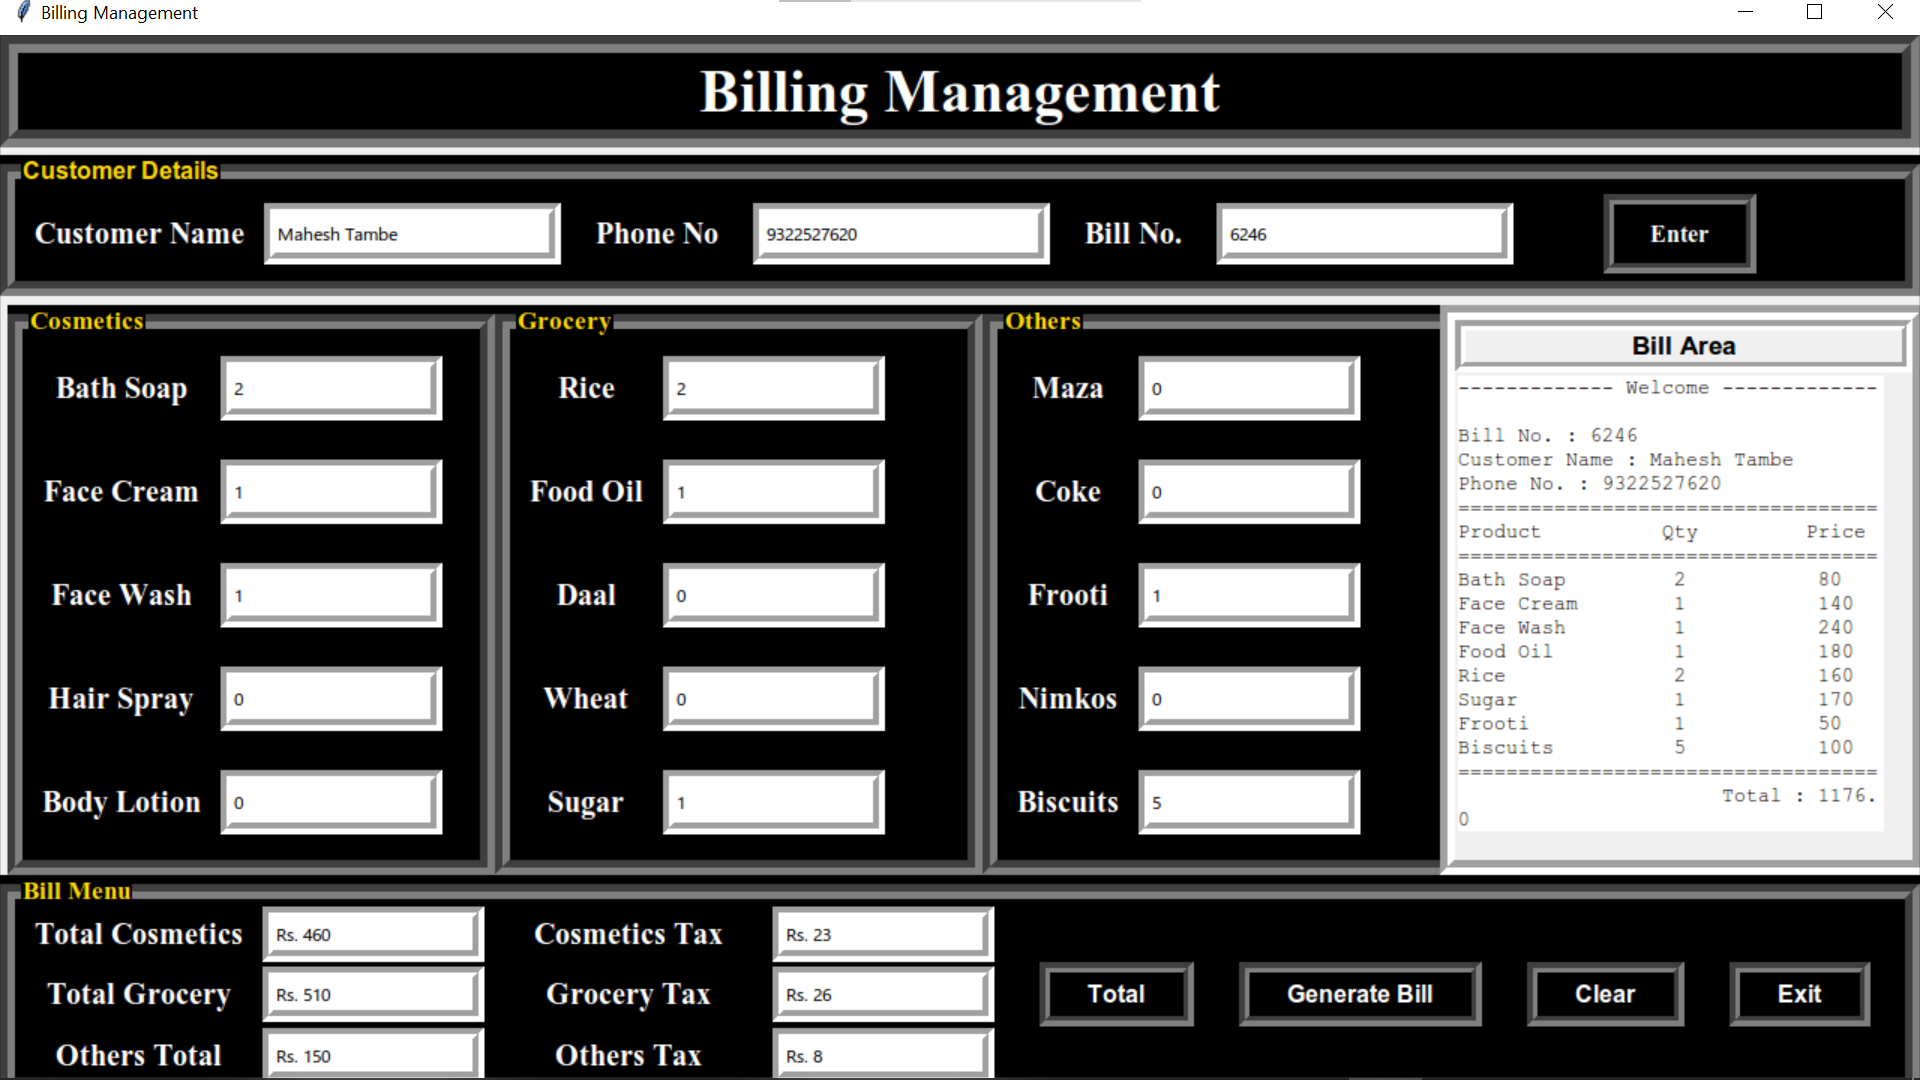 Billing Management
Billing Management
Customer Details
Customer Name Mahesh Tambe Phone No 9322527620 Bill No. 6246 Enter
Cosmetics
Bath Soap 2
Face Cream 1
Face Wash 1
Hair Spray 0
Body Lotion 0
Grocery
Rice 2
Food Oil 1
Daal 0
Wheat 0
Sugar 1
Others
Maza 0
Coke 0
Frooti 1
Nimkos 0
Biscuits 5
Bill Area
------------- Welcome -------------
Bill No. : 6246
Customer Name : Mahesh Tambe
Phone No. : 9322527620
===================================
Product Qty Price
===================================
Bath Soap 2 80
Face Cream 1 140
Face Wash 1 240
Food Oil 1 180
Rice 2 160
Sugar 1 170
Frooti 1 50
Biscuits 5 100
===================================
Total : 1176.
0
Bill Menu
Total Cosmetics Rs. 460 Cosmetics Tax Rs. 23
Total Grocery Rs. 510 Grocery Tax Rs. 26
Others Total Rs. 150 Others Tax Rs. 8
Total Generate Bill Clear Exit